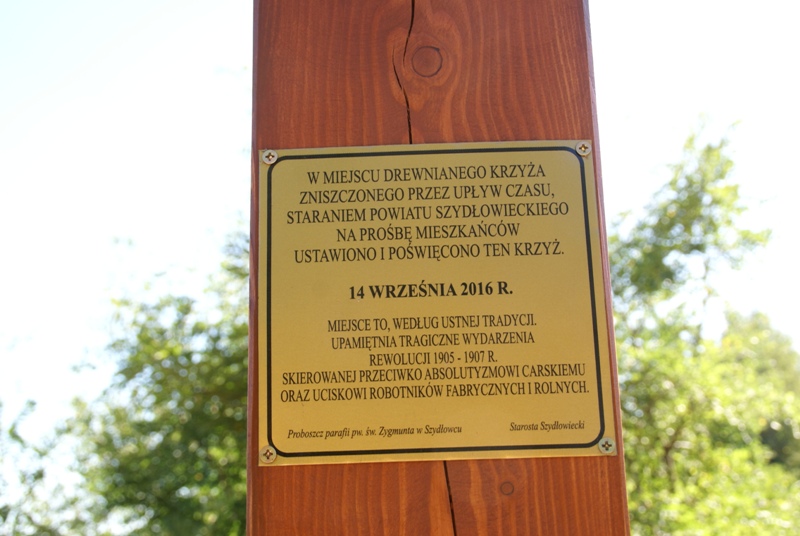 W MIEJSCU DREWNIANEGO KRZYŻA
ZNISZCZONEGO PRZEZ UPŁYW CZASU,
STARANIEM POWIATU SZYDŁOWIECKIEGO
NA PROŚBĘ MIESZKAŃCÓW
USTAWIONO I POŚWIĘCONO TEN KRZYŻ.
14 WRZEŚNIA 2016 R.
MIEJSCE TO, WEDŁUG USTNEJ TRADYCJI.
UPAMIĘTNIA TRAGICZNE WYDARZENIA
REWOLUCJI 1905 - 1907 R.
SKIEROWANEJ PRZECIWKO ABSOLUTYZMOWI CARSKIEMU
ORAZ UCISKOWI ROBOTNIKÓW FABRYCZNYCH I ROLNYCH.
Proboszcz parafii pw. św. Zygmunta w Szydłowcu Starosta Szydłowiecki